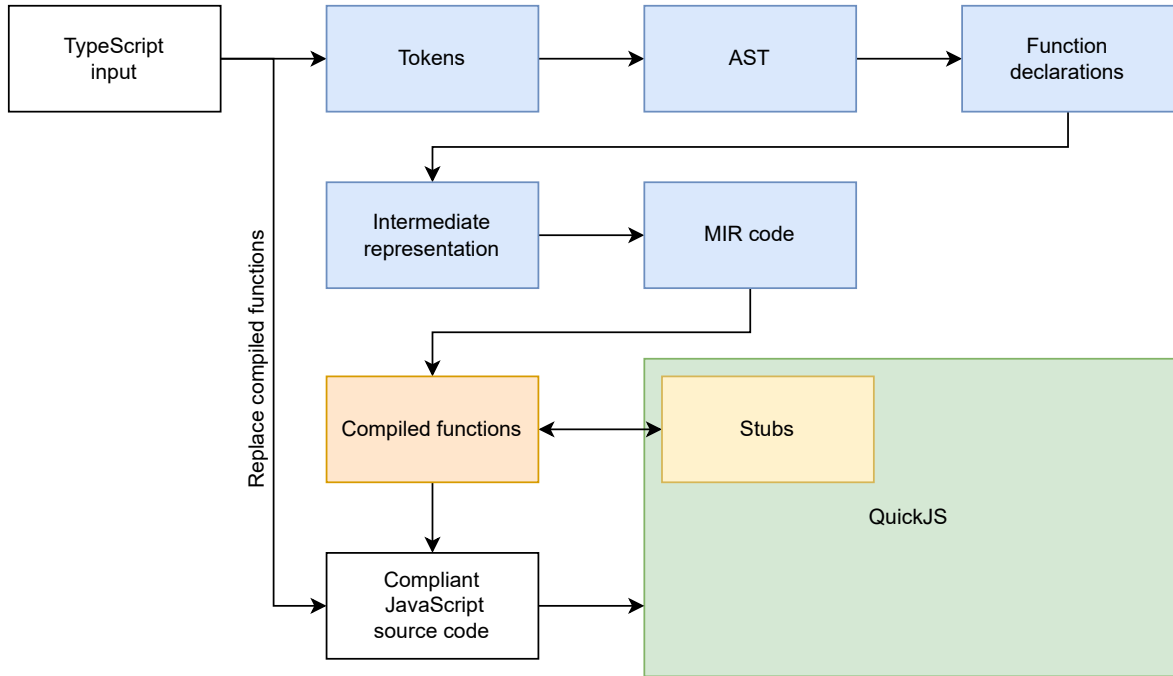 TypeScript
input
Tokens
AST
Function
declarations
Intermediate
representation
MIR code
Replace compiled functions
Compiled functions
Stubs
QuickJS
Compliant
JavaScript
source code